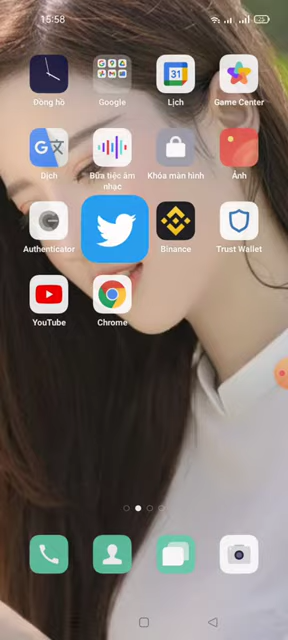 15:58
31
Đồng hồ
Google
Lịch
Game Center
G
Dịch
Bữa tiệc âm nhạc
Khóa màn hình
Ảnh
Authenticator
Binance
Trust Wallet
YouTube
Chrome